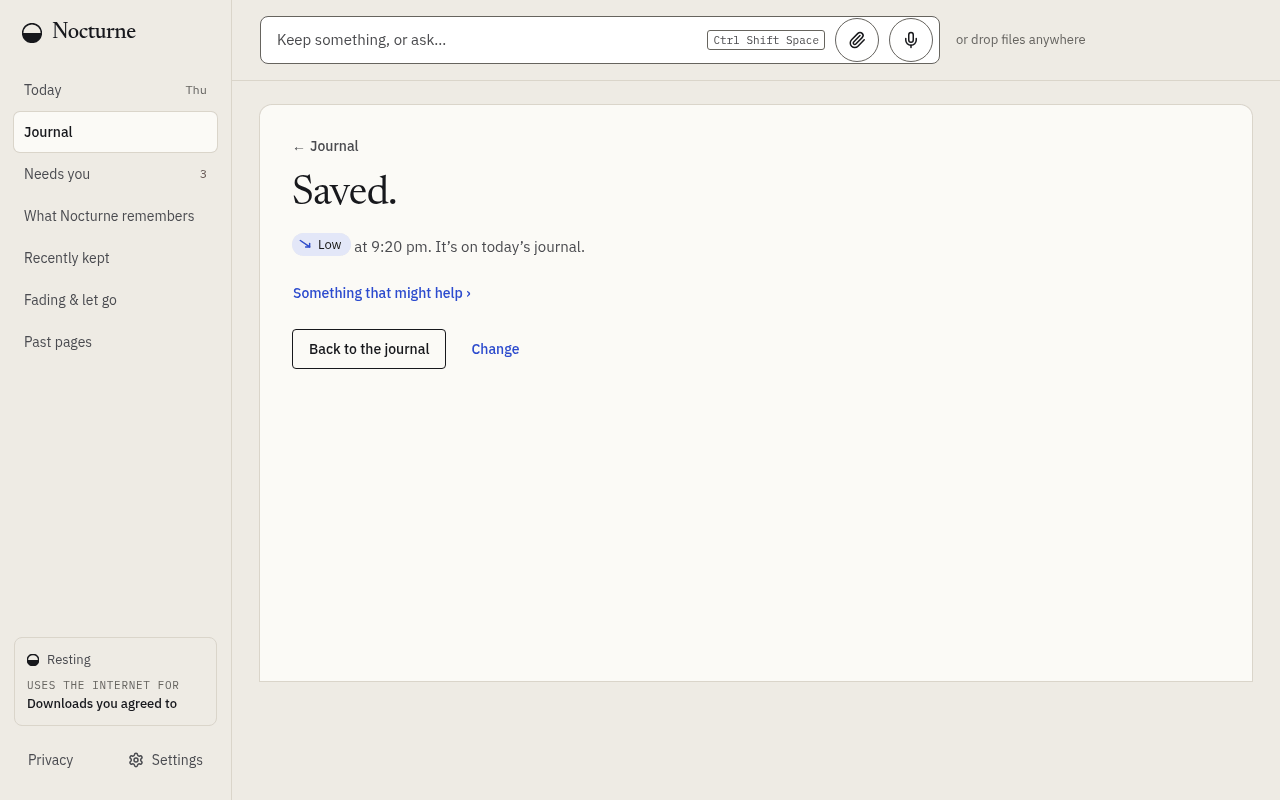 Nocturne
Today Thu
Journal
Needs you 3
What Nocturne remembers
Recently kept
Fading & let go
Past pages
Resting
USES THE INTERNET FOR
Downloads you agreed to
Privacy Settings
Keep something, or ask… Ctrl Shift Space or drop files anywhere
← Journal
Saved.
Low at 9:20 pm. It’s on today’s journal.
Something that might help ›
Back to the journal Change